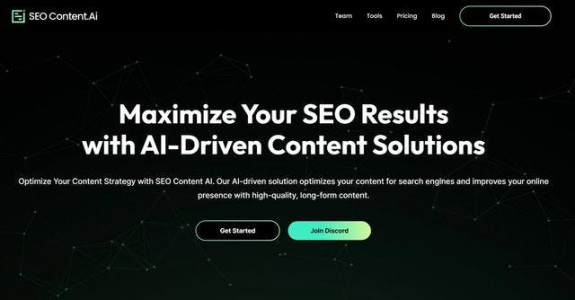 SEO Content.Ai
Team
Tools
Pricing
Blog
Get Started
Maximize Your SEO Results
with AI-Driven Content Solutions
Optimize Your Content Strategy with SEO Content AI. Our AI-driven solution optimizes your content for search engines and improves your online
presence with high-quality, long-form content.
Get Started
Join Discord